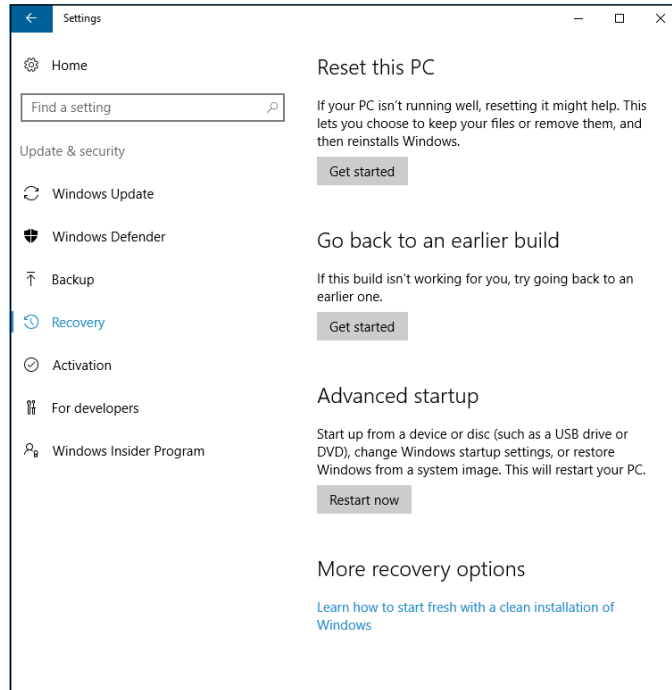 Settings
Home
Find a setting
Update & security
Windows Update
Windows Defender
Backup
Recovery
Activation
For developers
Windows Insider Program
Reset this PC
If your PC isn't running well, resetting it might help. This
lets you choose to keep your files or remove them, and
then reinstalls Windows.
Get started
Go back to an earlier build
If this build isn't working for you, try going back to an
earlier one.
Get started
Advanced startup
Start up from a device or disc (such as a USB drive or
DVD), change Windows startup settings, or restore
Windows from a system image. This will restart your PC.
Restart now
More recovery options
Learn how to start fresh with a clean installation of
Windows